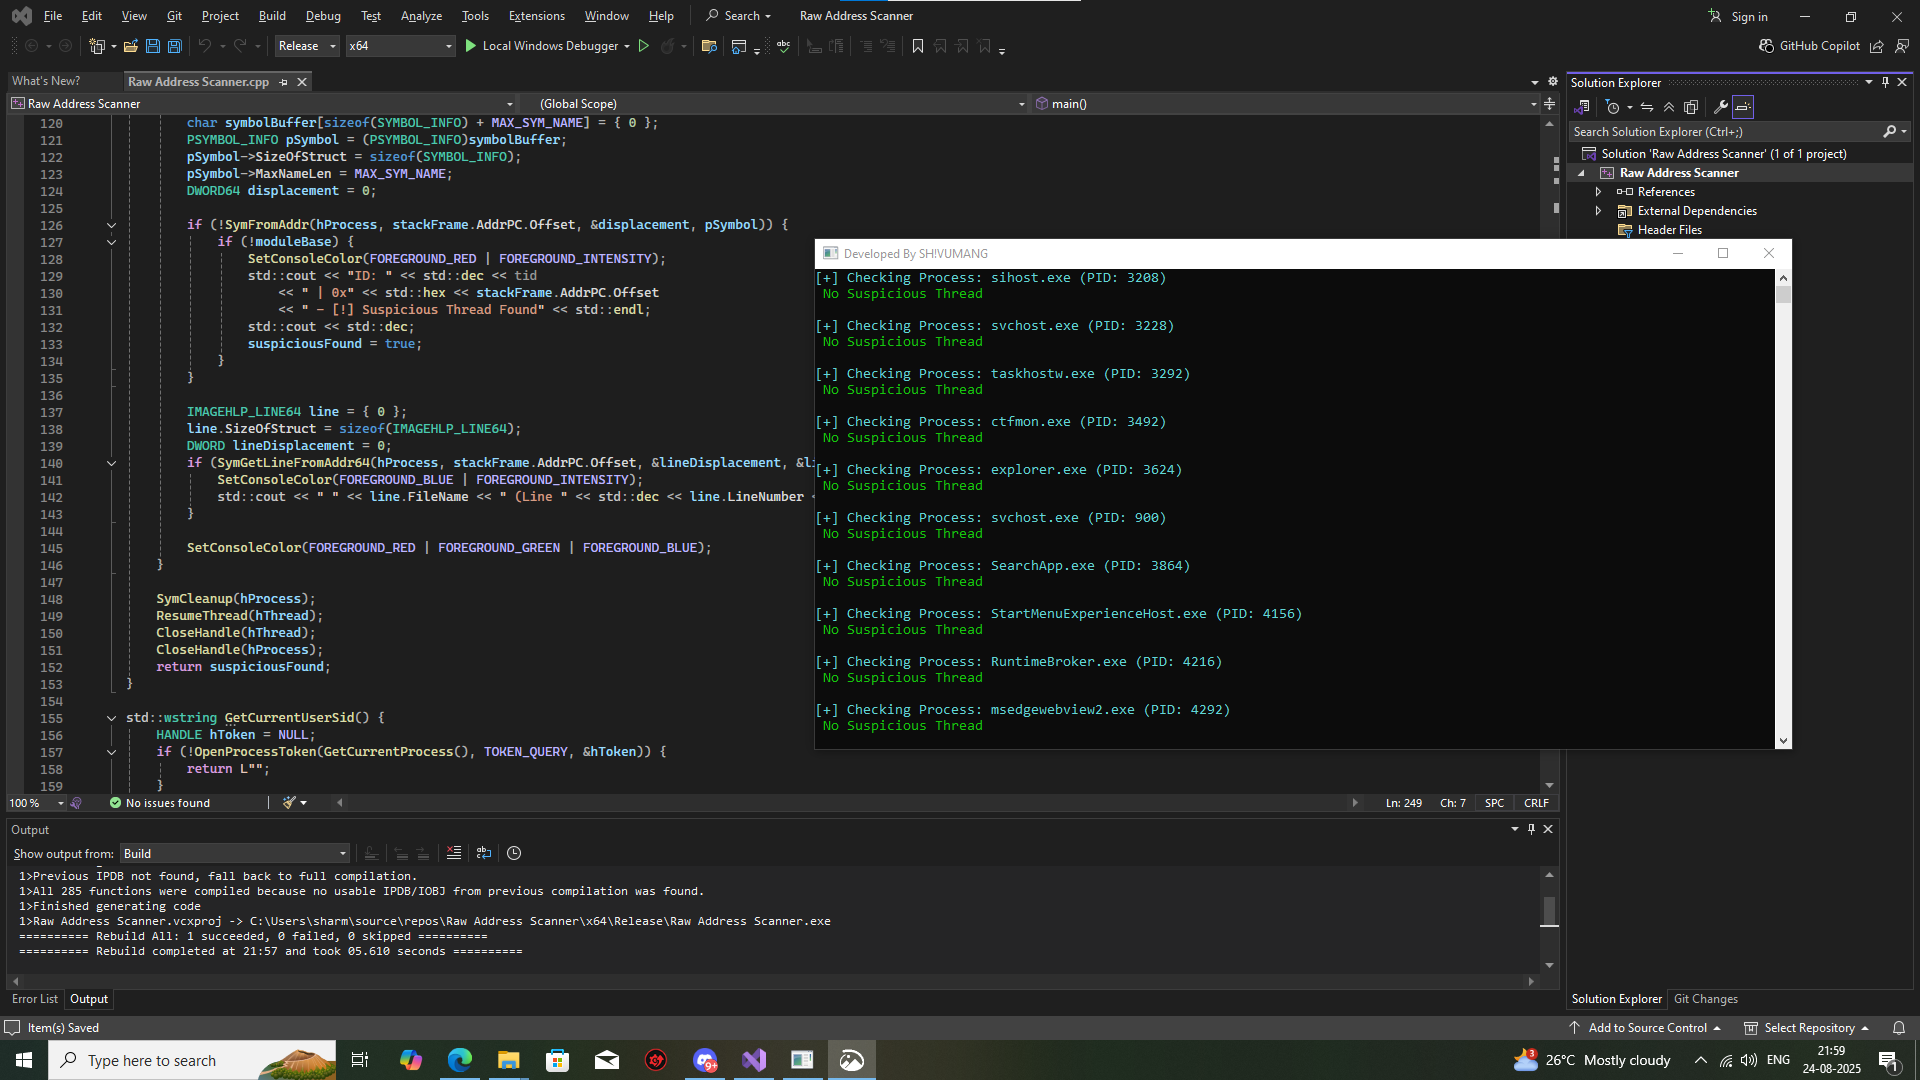 File Edit View Git Project Build Debug Test Analyze Tools Extensions Window Help Search Raw Address Scanner Sign in
Release x64 Local Windows Debugger GitHub Copilot
What's New? Raw Address Scanner.cpp
Raw Address Scanner (Global Scope) main()
120 char symbolBuffer[sizeof(SYMBOL_INFO) + MAX_SYM_NAME] = { 0 };
121 PSYMBOL_INFO pSymbol = (PSYMBOL_INFO)symbolBuffer;
122 pSymbol->SizeOfStruct = sizeof(SYMBOL_INFO);
123 pSymbol->MaxNameLen = MAX_SYM_NAME;
124 DWORD64 displacement = 0;
125
126 if (!SymFromAddr(hProcess, stackFrame.AddrPC.Offset, &displacement, pSymbol)) {
127 if (!moduleBase) {
128 SetConsoleColor(FOREGROUND_RED | FOREGROUND_INTENSITY);
129 std::cout << "ID: " << std::dec << tid
130 << " | 0x" << std::hex << stackFrame.AddrPC.Offset
131 << " - [!] Suspicious Thread Found" << std::endl;
132 std::cout << std::dec;
133 suspiciousFound = true;
134 }
135 }
136
137 IMAGEHLP_LINE64 line = { 0 };
138 line.SizeOfStruct = sizeof(IMAGEHLP_LINE64);
139 DWORD lineDisplacement = 0;
140 if (SymGetLineFromAddr64(hProcess, stackFrame.AddrPC.Offset, &lineDisplacement, &li
141 SetConsoleColor(FOREGROUND_BLUE | FOREGROUND_INTENSITY);
142 std::cout << " " << line.FileName << " (Line " << std::dec << line.LineNumber <
143 }
144
145 SetConsoleColor(FOREGROUND_RED | FOREGROUND_GREEN | FOREGROUND_BLUE);
146 }
147
148 SymCleanup(hProcess);
149 ResumeThread(hThread);
150 CloseHandle(hThread);
151 CloseHandle(hProcess);
152 return suspiciousFound;
153 }
154
155 std::wstring GetCurrentUserSid() {
156 HANDLE hToken = NULL;
157 if (!OpenProcessToken(GetCurrentProcess(), TOKEN_QUERY, &hToken)) {
158 return L"";
159 }
100 % No issues found Ln: 249 Ch: 7 SPC CRLF
Developed By SH!VUMANG
[+] Checking Process: sihost.exe (PID: 3208)
No Suspicious Thread
[+] Checking Process: svchost.exe (PID: 3228)
No Suspicious Thread
[+] Checking Process: taskhostw.exe (PID: 3292)
No Suspicious Thread
[+] Checking Process: ctfmon.exe (PID: 3492)
No Suspicious Thread
[+] Checking Process: explorer.exe (PID: 3624)
No Suspicious Thread
[+] Checking Process: svchost.exe (PID: 900)
No Suspicious Thread
[+] Checking Process: SearchApp.exe (PID: 3864)
No Suspicious Thread
[+] Checking Process: StartMenuExperienceHost.exe (PID: 4156)
No Suspicious Thread
[+] Checking Process: RuntimeBroker.exe (PID: 4216)
No Suspicious Thread
[+] Checking Process: msedgewebview2.exe (PID: 4292)
No Suspicious Thread
Solution Explorer
Search Solution Explorer (Ctrl+;)
Solution 'Raw Address Scanner' (1 of 1 project)
Raw Address Scanner
References
External Dependencies
Header Files
Output
Show output from: Build
1>Previous IPDB not found, fall back to full compilation.
1>All 285 functions were compiled because no usable IPDB/IOBJ from previous compilation was found.
1>Finished generating code
1>Raw Address Scanner.vcxproj -> C:\Users\sharm\source\repos\Raw Address Scanner\x64\Release\Raw Address Scanner.exe
========== Rebuild All: 1 succeeded, 0 failed, 0 skipped ==========
========== Rebuild completed at 21:57 and took 05.610 seconds ==========
Error List Output
Solution Explorer Git Changes
Item(s) Saved Add to Source Control Select Repository
Type here to search
9+
3 26°C Mostly cloudy ENG 21:59
24-08-2025
1